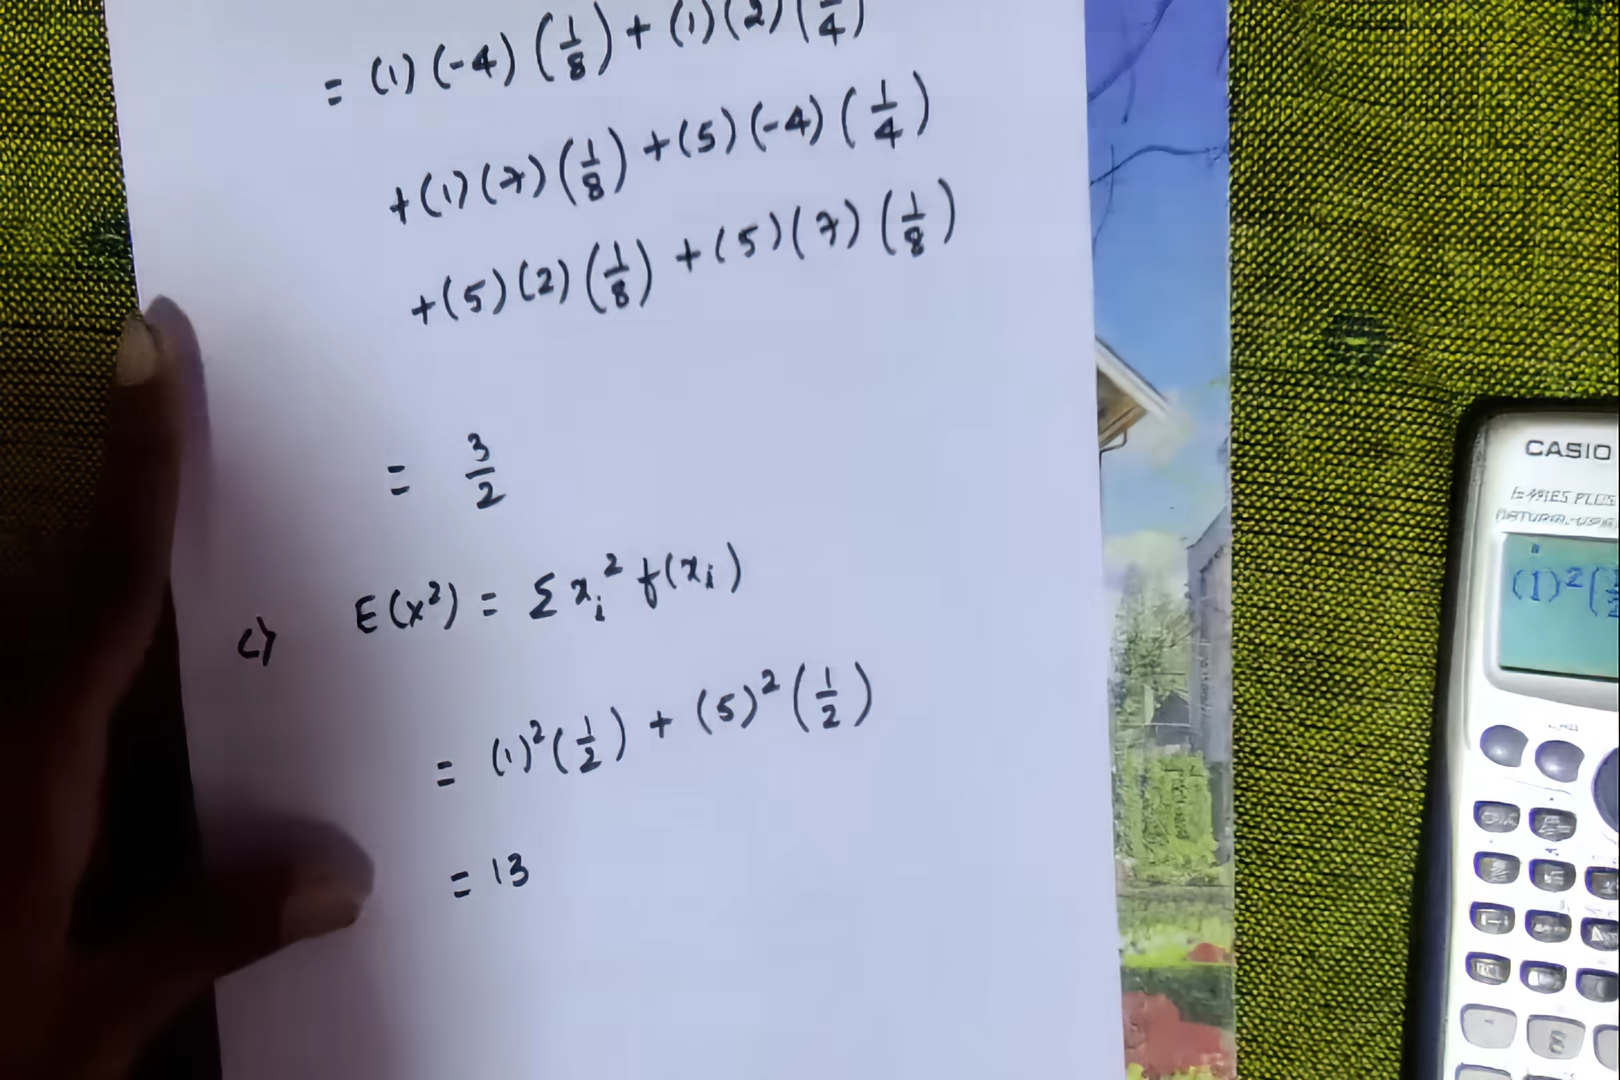 = (1)(-4)(1/8) + (1)(2)(1/4)
+ (1)(7)(1/8) + (5)(-4)(1/4)
+ (5)(2)(1/8) + (5)(7)(1/8)
= 3/2
c) E(x²) = Σ xᵢ² f(xᵢ)
= (1)²(1/2) + (5)²(1/2)
= 13
CASIO
(1)²(